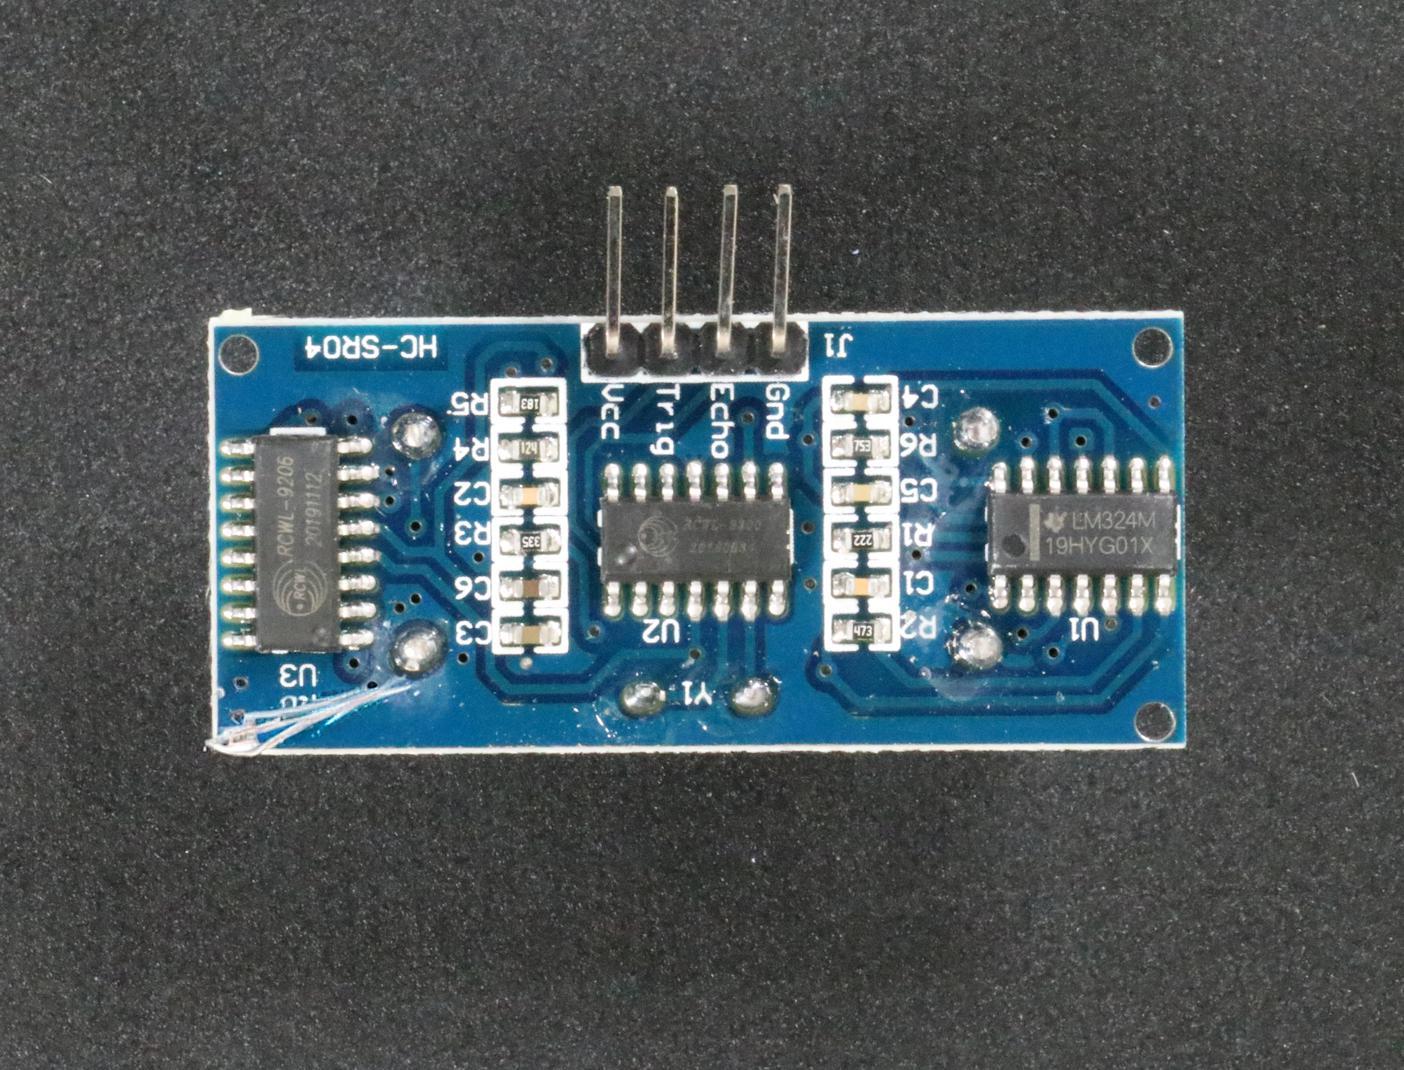 HC-SR04
J1
Vcc
Trig
Echo
Gnd
R5
183
R4
124
C2
R3
335
C6
C3
C4
R6
753
C5
R1
222
C1
R2
473
RCWL-9206
20191112
RCWL
U3
U2
LM324M
19HYG01X
U1
Y1